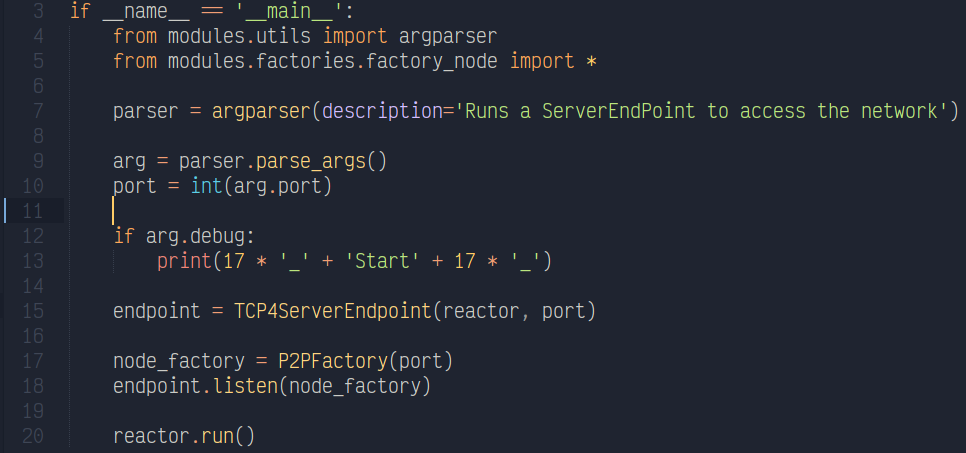 3 if __name__ == '__main__':
4 from modules.utils import argparser
5 from modules.factories.factory_node import *
6
7 parser = argparser(description='Runs a ServerEndPoint to access the network')
8
9 arg = parser.parse_args()
10 port = int(arg.port)
11
12 if arg.debug:
13 print(17 * '_' + 'Start' + 17 * '_')
14
15 endpoint = TCP4ServerEndpoint(reactor, port)
16
17 node_factory = P2PFactory(port)
18 endpoint.listen(node_factory)
19
20 reactor.run()